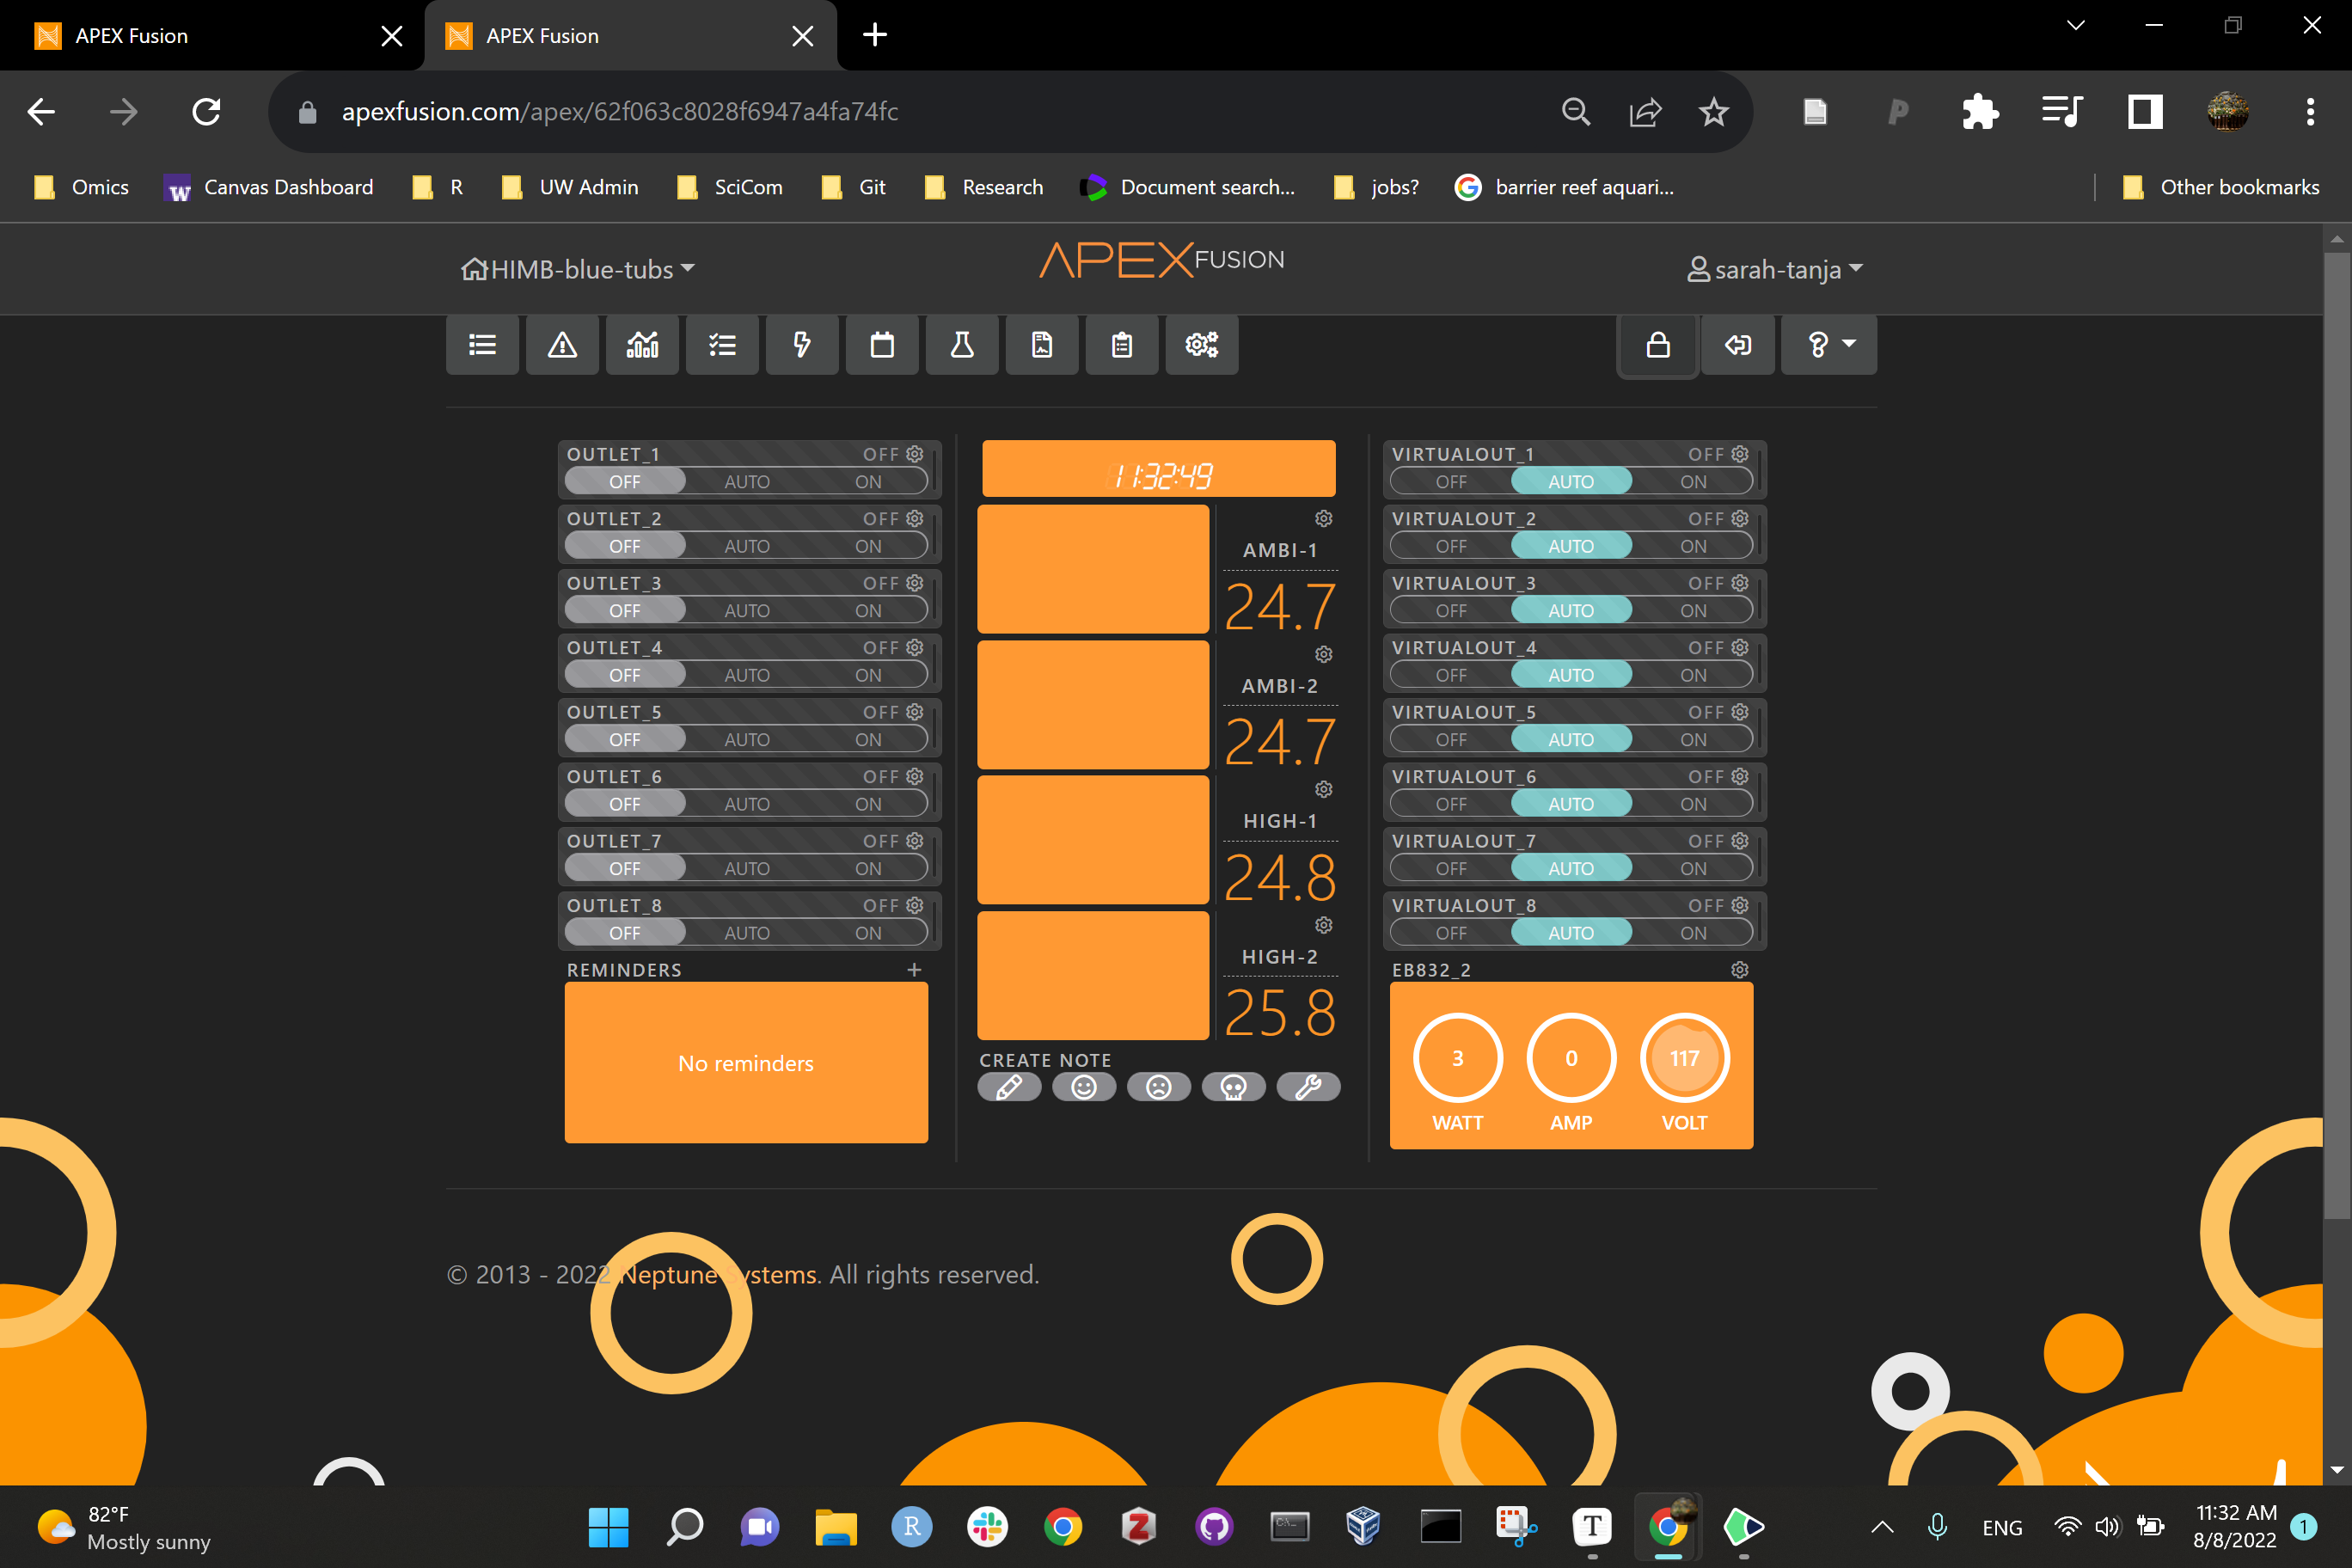 APEX Fusion
APEX Fusion
apexfusion.com/apex/62f063c8028f6947a4fa74fc
Omics
Canvas Dashboard
R
UW Admin
SciCom
Git
Research
Document search...
jobs?
barrier reef aquari...
Other bookmarks
HIMB-blue-tubs
APEX FUSION
sarah-tanja
OUTLET_1 OFF
OFF AUTO ON
OUTLET_2 OFF
OFF AUTO ON
OUTLET_3 OFF
OFF AUTO ON
OUTLET_4 OFF
OFF AUTO ON
OUTLET_5 OFF
OFF AUTO ON
OUTLET_6 OFF
OFF AUTO ON
OUTLET_7 OFF
OFF AUTO ON
OUTLET_8 OFF
OFF AUTO ON
REMINDERS +
No reminders
11:32:49
AMBI-1
24.7
AMBI-2
24.7
HIGH-1
24.8
HIGH-2
25.8
CREATE NOTE
VIRTUALOUT_1 OFF
OFF AUTO ON
VIRTUALOUT_2 OFF
OFF AUTO ON
VIRTUALOUT_3 OFF
OFF AUTO ON
VIRTUALOUT_4 OFF
OFF AUTO ON
VIRTUALOUT_5 OFF
OFF AUTO ON
VIRTUALOUT_6 OFF
OFF AUTO ON
VIRTUALOUT_7 OFF
OFF AUTO ON
VIRTUALOUT_8 OFF
OFF AUTO ON
EB832_2
3 0 117
WATT AMP VOLT
© 2013 - 2022 Neptune Systems. All rights reserved.
82°F
Mostly sunny
ENG
11:32 AM
8/8/2022
1